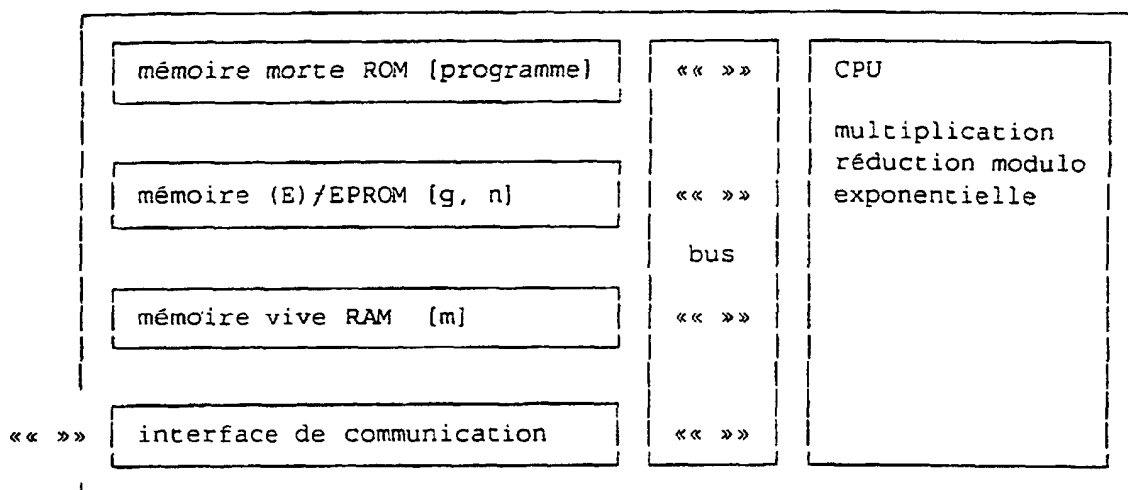 mémoire morte ROM [programme] «« »» CPU
multiplication
réduction modulo
mémoire (E)/EPROM [g, n] «« »» exponentielle
bus
mémoire vive RAM [m] «« »»
«« »» interface de communication «« »»